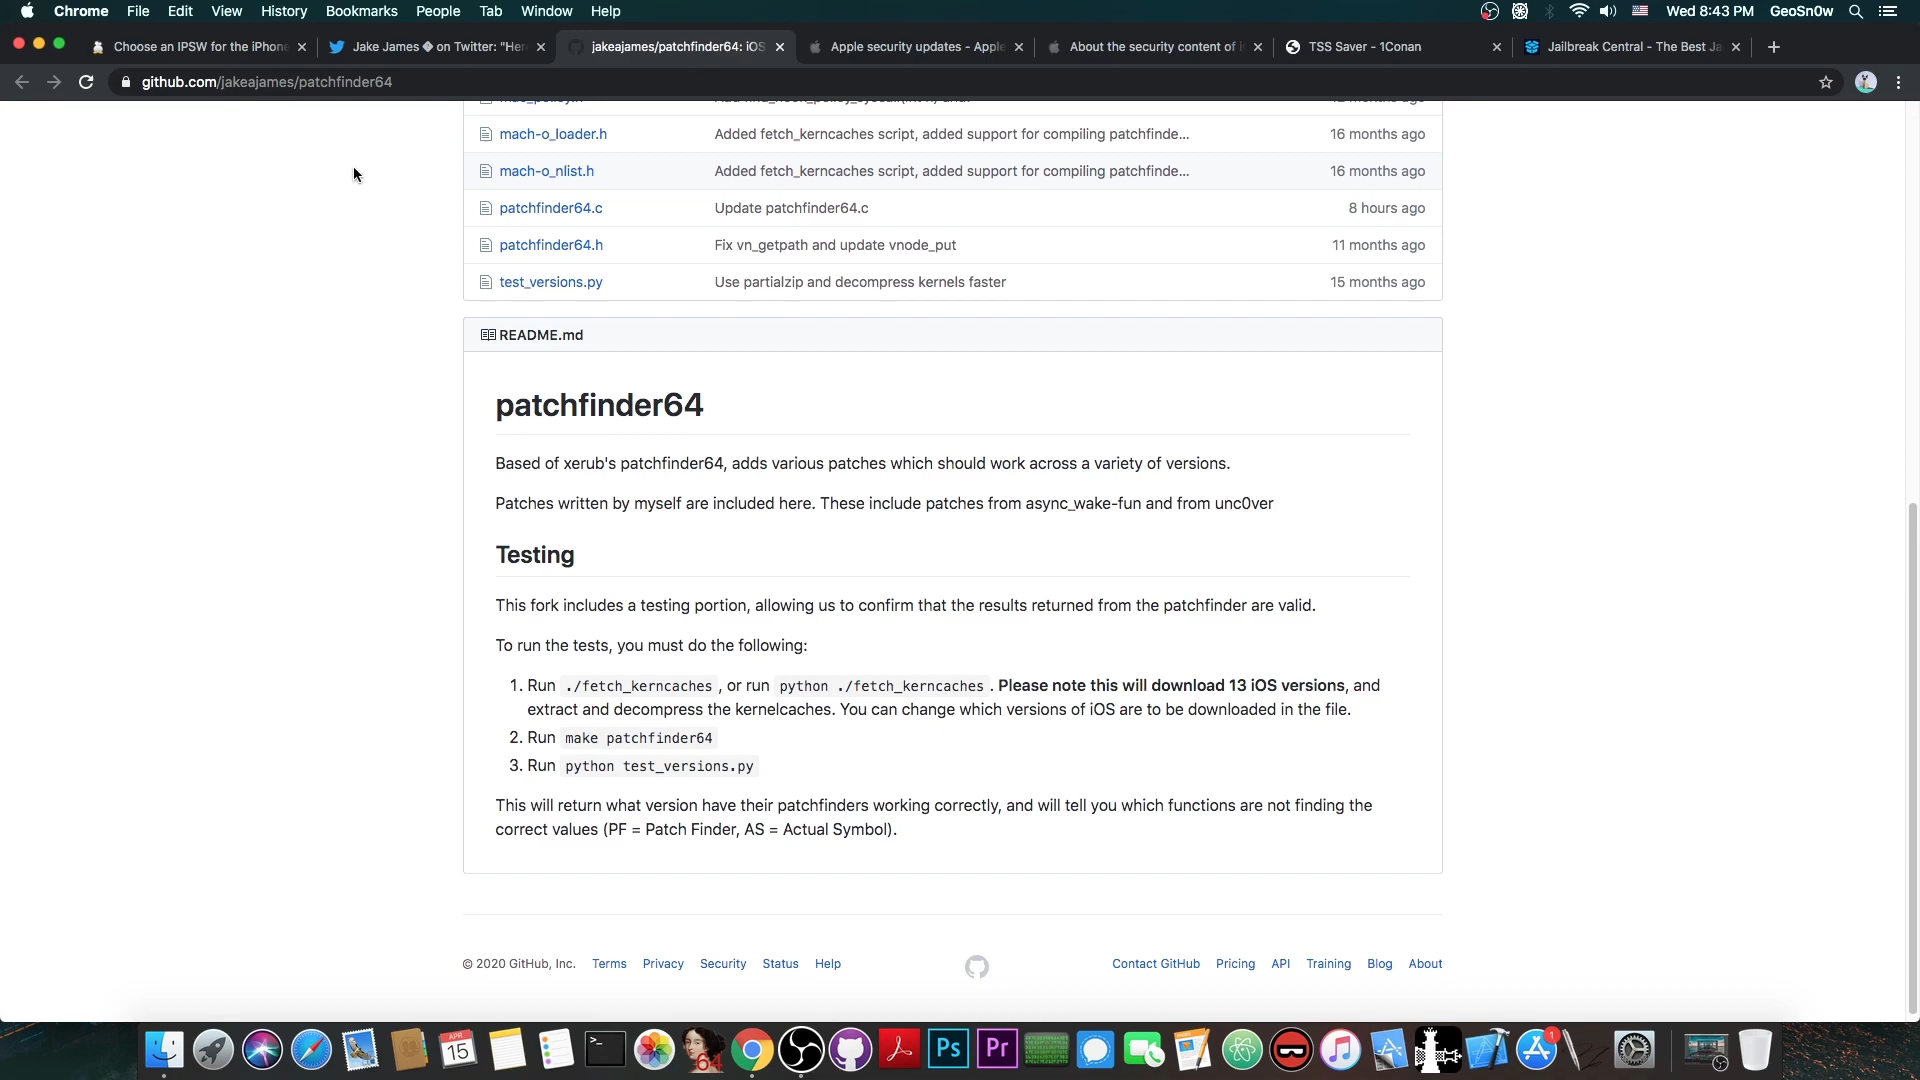 Chrome File Edit View History Bookmarks People Tab Window Help Wed 8:43 PM GeoSn0w
Choose an IPSW for the iPhone Jake James ◆ on Twitter: "Her jakeajames/patchfinder64: iOS Apple security updates - Apple About the security content of i TSS Saver - 1Conan Jailbreak Central - The Best Ja
github.com/jakeajames/patchfinder64
mach-o_loader.h Added fetch_kerncaches script, added support for compiling patchfinde... 16 months ago
mach-o_nlist.h Added fetch_kerncaches script, added support for compiling patchfinde... 16 months ago
patchfinder64.c Update patchfinder64.c 8 hours ago
patchfinder64.h Fix vn_getpath and update vnode_put 11 months ago
test_versions.py Use partialzip and decompress kernels faster 15 months ago
README.md
patchfinder64
Based of xerub's patchfinder64, adds various patches which should work across a variety of versions.
Patches written by myself are included here. These include patches from async_wake-fun and from unc0ver
Testing
This fork includes a testing portion, allowing us to confirm that the results returned from the patchfinder are valid.
To run the tests, you must do the following:
1. Run ./fetch_kerncaches , or run python ./fetch_kerncaches . Please note this will download 13 iOS versions, and
extract and decompress the kernelcaches. You can change which versions of iOS are to be downloaded in the file.
2. Run make patchfinder64
3. Run python test_versions.py
This will return what version have their patchfinders working correctly, and will tell you which functions are not finding the
correct values (PF = Patch Finder, AS = Actual Symbol).
© 2020 GitHub, Inc. Terms Privacy Security Status Help Contact GitHub Pricing API Training Blog About
APR
15
>_
64
Ps
Pr
1